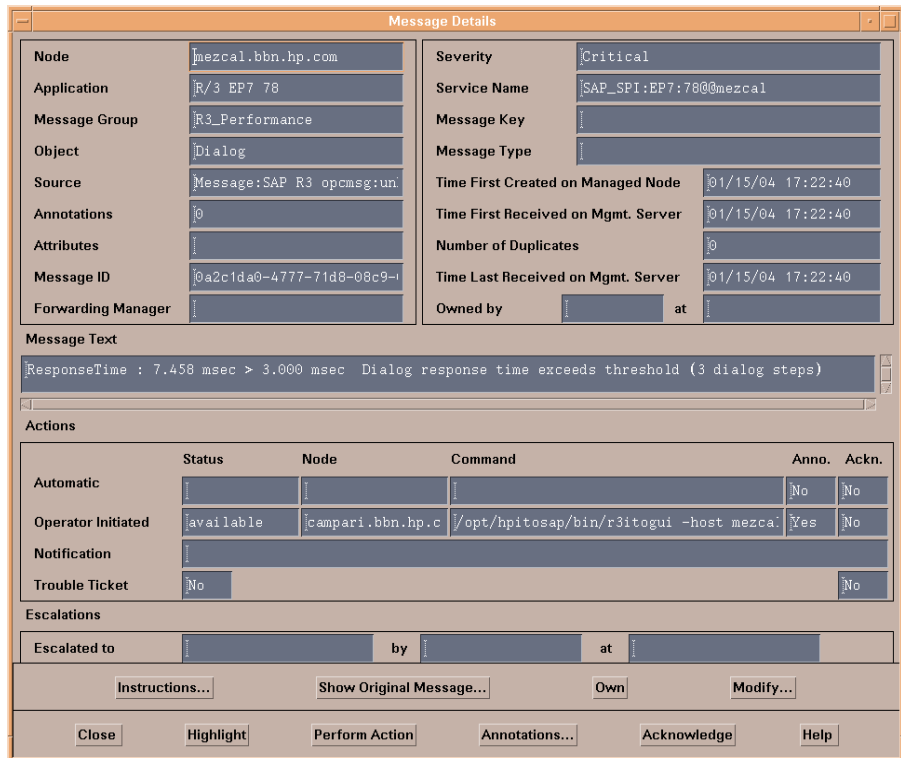 Message Details
Node mezcal.bbn.hp.com
Application R/3 EP7 78
Message Group R3_Performance
Object Dialog
Source Message:SAP R3 opcmsg:un
Annotations 0
Attributes
Message ID 0a2c1da0-4777-71d8-08c9-
Forwarding Manager
Severity Critical
Service Name SAP_SPI:EP7:78@@mezcal
Message Key
Message Type
Time First Created on Managed Node 01/15/04 17:22:40
Time First Received on Mgmt. Server 01/15/04 17:22:40
Number of Duplicates 0
Time Last Received on Mgmt. Server 01/15/04 17:22:40
Owned by at
Message Text
ResponseTime : 7.458 msec > 3.000 msec Dialog response time exceeds threshold (3 dialog steps)
Actions
Status Node Command Anno. Ackn.
Automatic No No
Operator Initiated available campari.bbn.hp.c /opt/hpitosap/bin/r3itogui -host mezcal Yes No
Notification
Trouble Ticket No No
Escalations
Escalated to by at
Instructions... Show Original Message... Own Modify...
Close Highlight Perform Action Annotations... Acknowledge Help